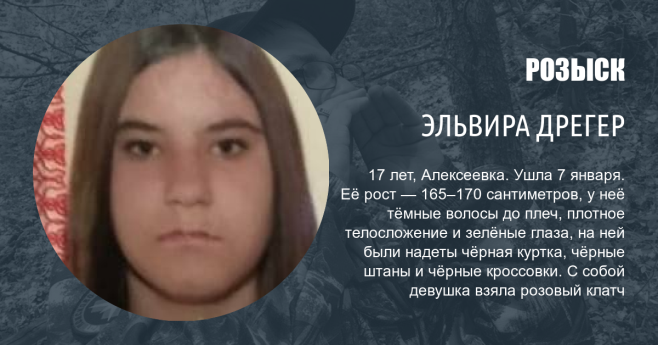 РОЗЫСК
ЭЛЬВИРА ДРЕГЕР
17 лет, Алексеевка. Ушла 7 января.
Её рост — 165–170 сантиметров, у неё
тёмные волосы до плеч, плотное
телосложение и зелёные глаза, на ней
были надеты чёрная куртка, чёрные
штаны и чёрные кроссовки. С собой
девушка взяла розовый клатч